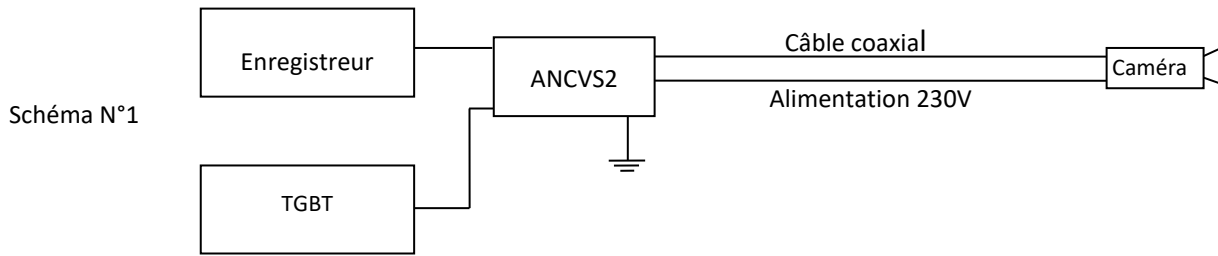 Schéma N°1
Enregistreur
TGBT
ANCVS2
Câble coaxial
Alimentation 230V
Caméra